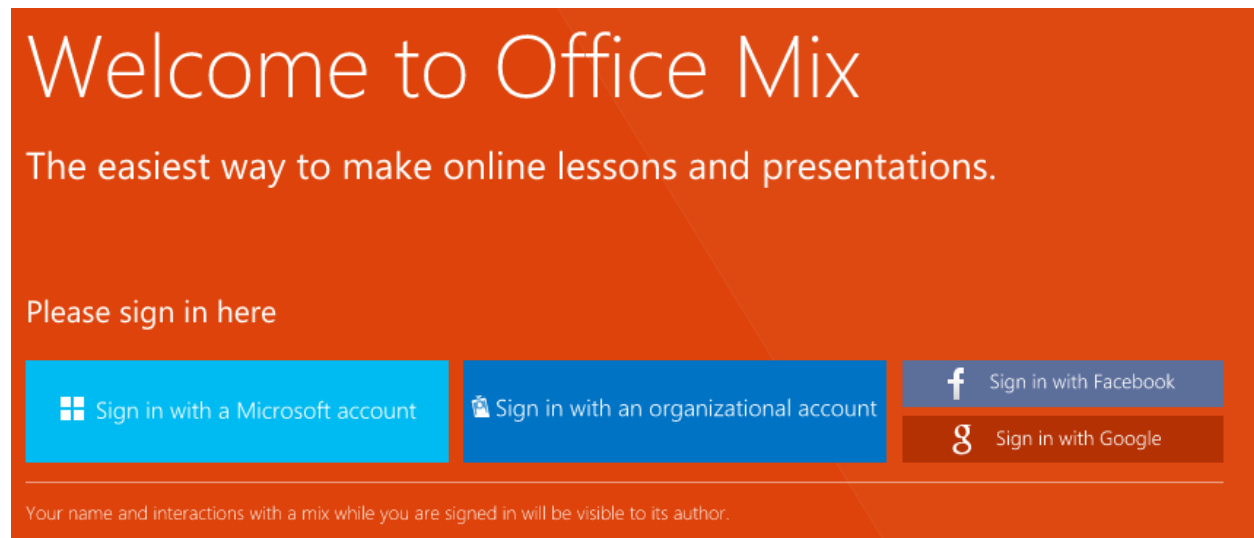 Welcome to Office Mix
The easiest way to make online lessons and presentations.
Please sign in here
Sign in with a Microsoft account
Sign in with an organizational account
Sign in with Facebook
Sign in with Google
Your name and interactions with a mix while you are signed in will be visible to its author.